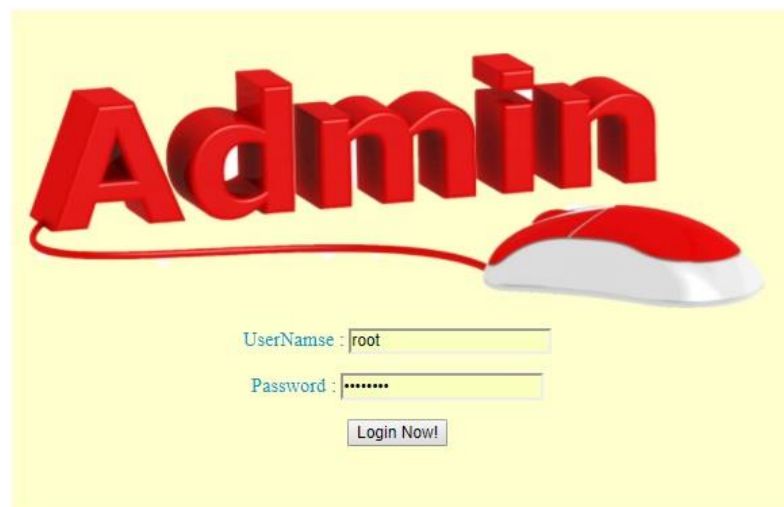 Admin
UserNamse : root
Password : ••••••••
Login Now!